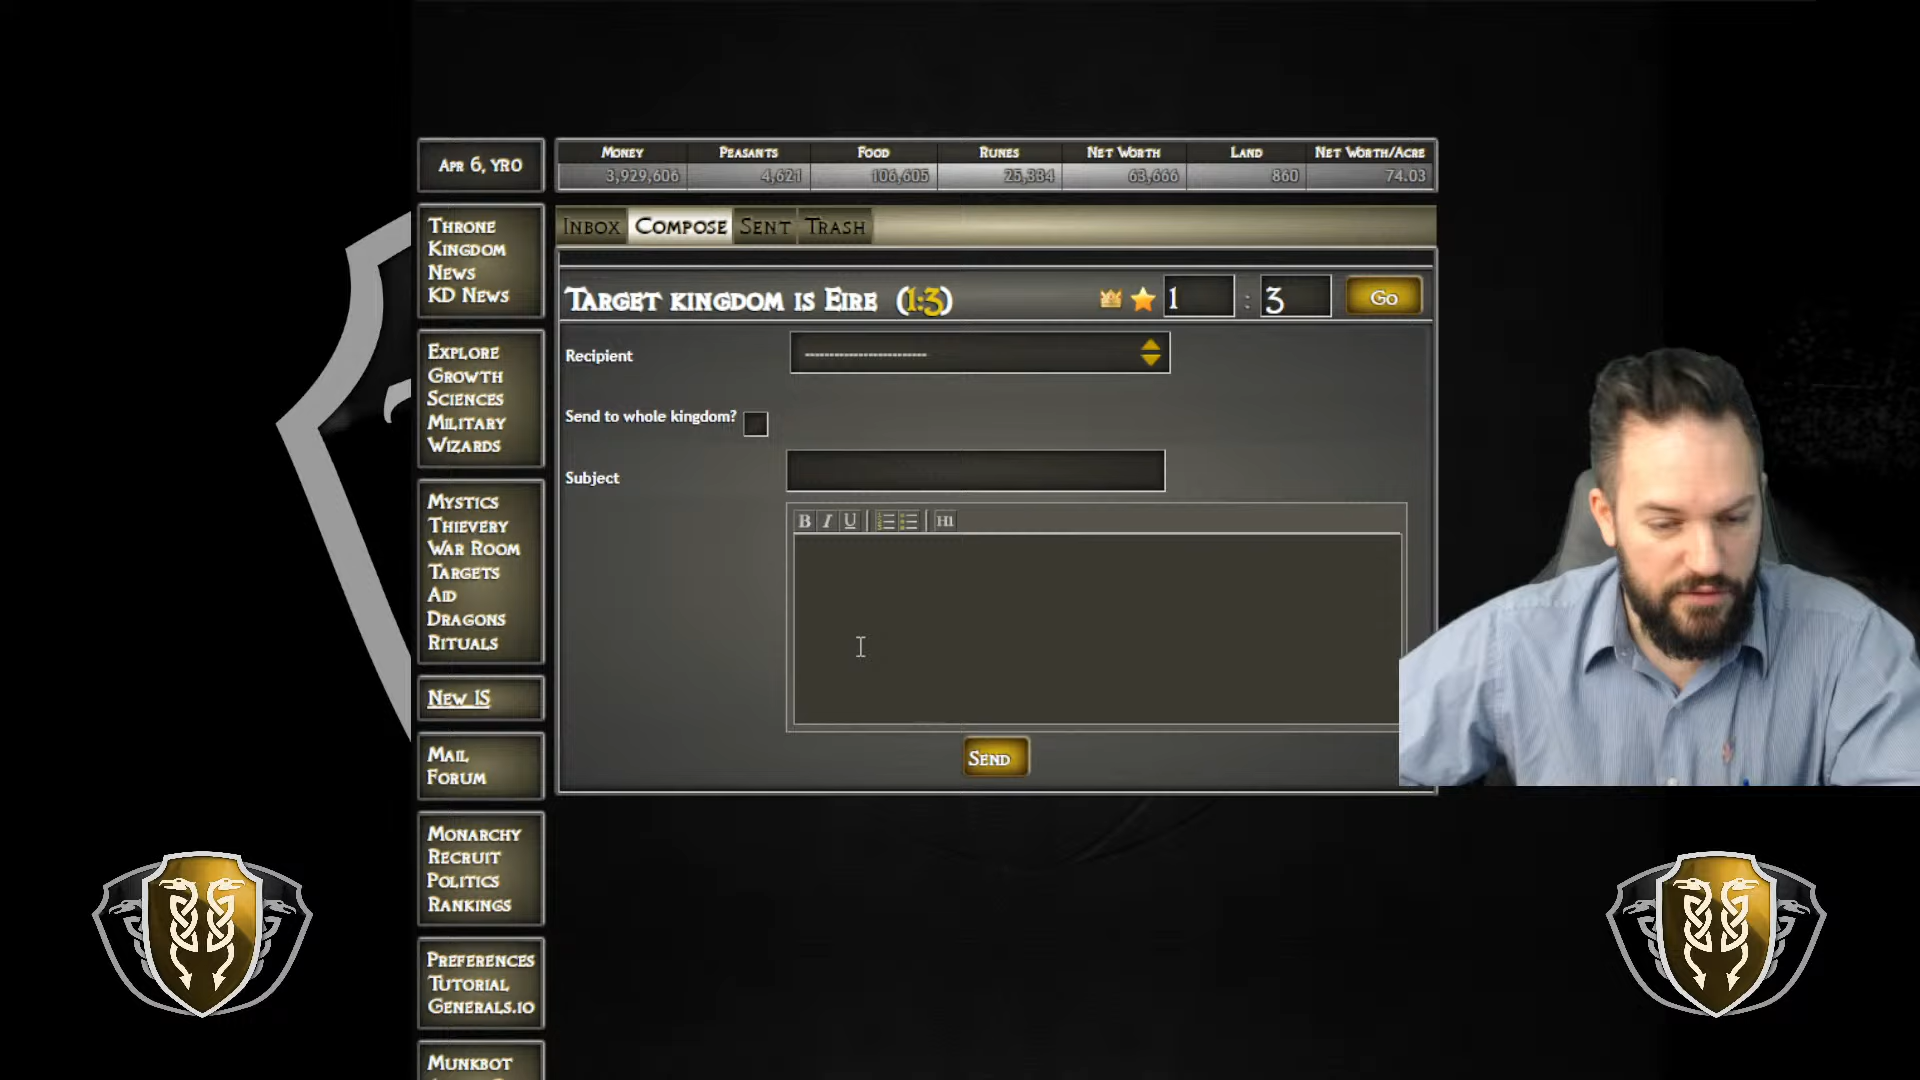 Apr 6, YR0
Money Peasants Food Runes Net Worth Land Net Worth/Acre
3,929,606 4,621 106,605 25,334 63,666 860 74.03
Throne
Kingdom
News
KD News
Explore
Growth
Sciences
Military
Wizards
Mystics
Thievery
War Room
Targets
Aid
Dragons
Rituals
New IS
Mail
Forum
Monarchy
Recruit
Politics
Rankings
Preferences
Tutorial
Generals.io
Munkbot
Inbox Compose Sent Trash
Target kingdom is Eire (1:3) 1 : 3 Go
Recipient -------------------------
Send to whole kingdom?
Subject
B I U H1
Send